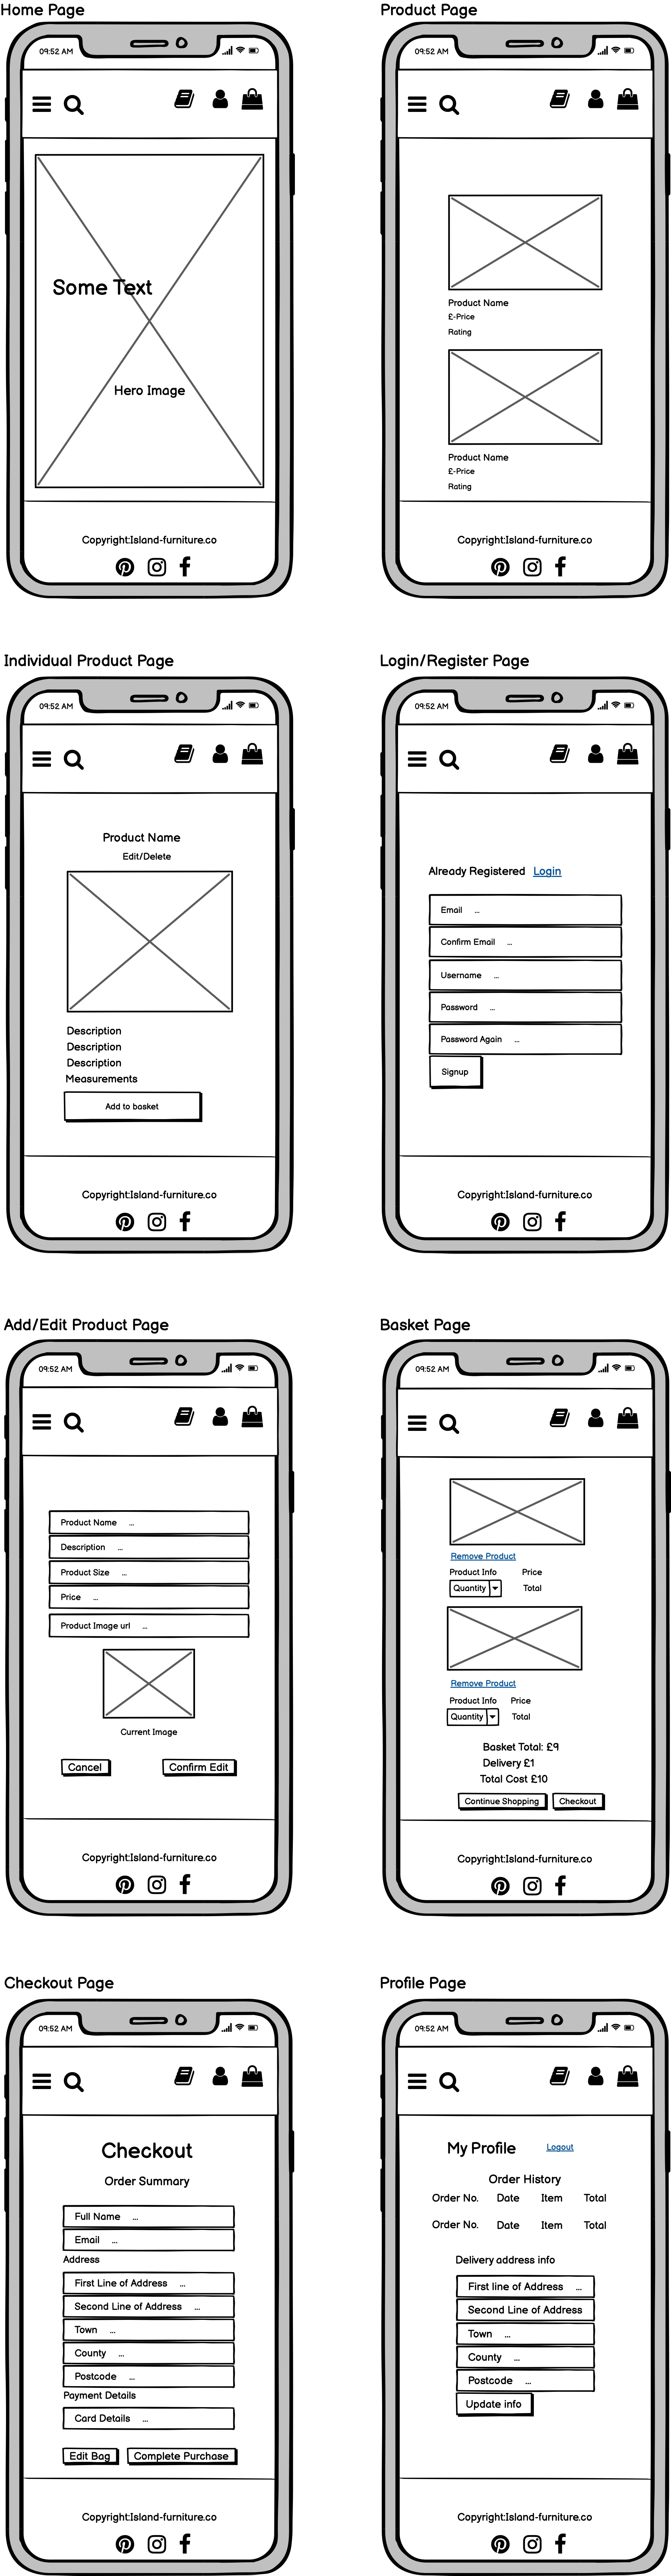 Home Page
09:52 AM
Some Text
Hero Image
Copyright:Island-furniture.co
Product Page
09:52 AM
Product Name
£-Price
Rating
Product Name
£-Price
Rating
Copyright:Island-furniture.co
Individual Product Page
09:52 AM
Product Name
Edit/Delete
Description
Description
Description
Measurements
Add to basket
Copyright:Island-furniture.co
Login/Register Page
09:52 AM
Already Registered Login
Email ...
Confirm Email ...
Username ...
Password ...
Password Again ...
Signup
Copyright:Island-furniture.co
Add/Edit Product Page
09:52 AM
Product Name ...
Description ...
Product Size ...
Price ...
Product Image url ...
Current Image
Cancel Confirm Edit
Copyright:Island-furniture.co
Basket Page
09:52 AM
Remove Product
Product Info Price
Quantity Total
Remove Product
Product Info Price
Quantity Total
Basket Total: £9
Delivery £1
Total Cost £10
Continue Shopping Checkout
Copyright:Island-furniture.co
Checkout Page
09:52 AM
Checkout
Order Summary
Full Name ...
Email ...
Address
First Line of Address ...
Second Line of Address ...
Town ...
County ...
Postcode ...
Payment Details
Card Details ...
Edit Bag Complete Purchase
Copyright:Island-furniture.co
Profile Page
09:52 AM
My Profile Logout
Order History
Order No. Date Item Total
Order No. Date Item Total
Delivery address info
First line of Address ...
Second Line of Address
Town ...
County ...
Postcode ...
Update info
Copyright:Island-furniture.co